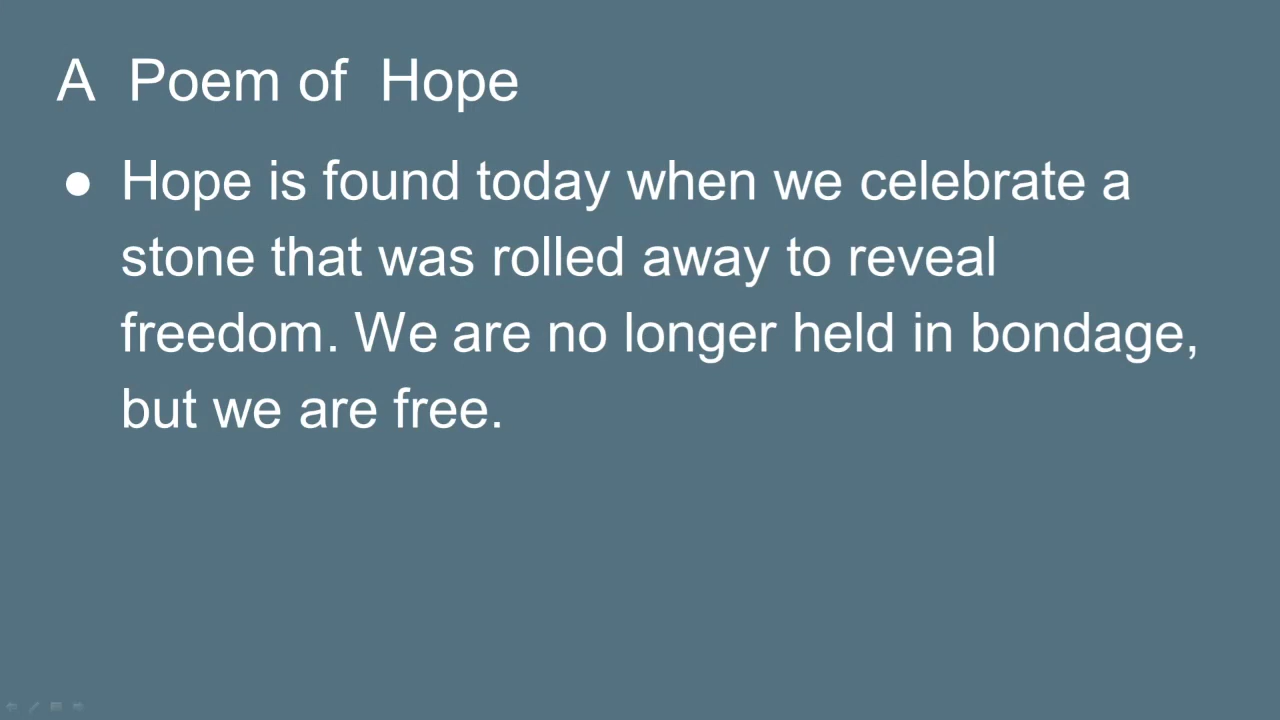 A  Poem of  Hope
● Hope is found today when we celebrate a
stone that was rolled away to reveal
freedom. We are no longer held in bondage,
but we are free.